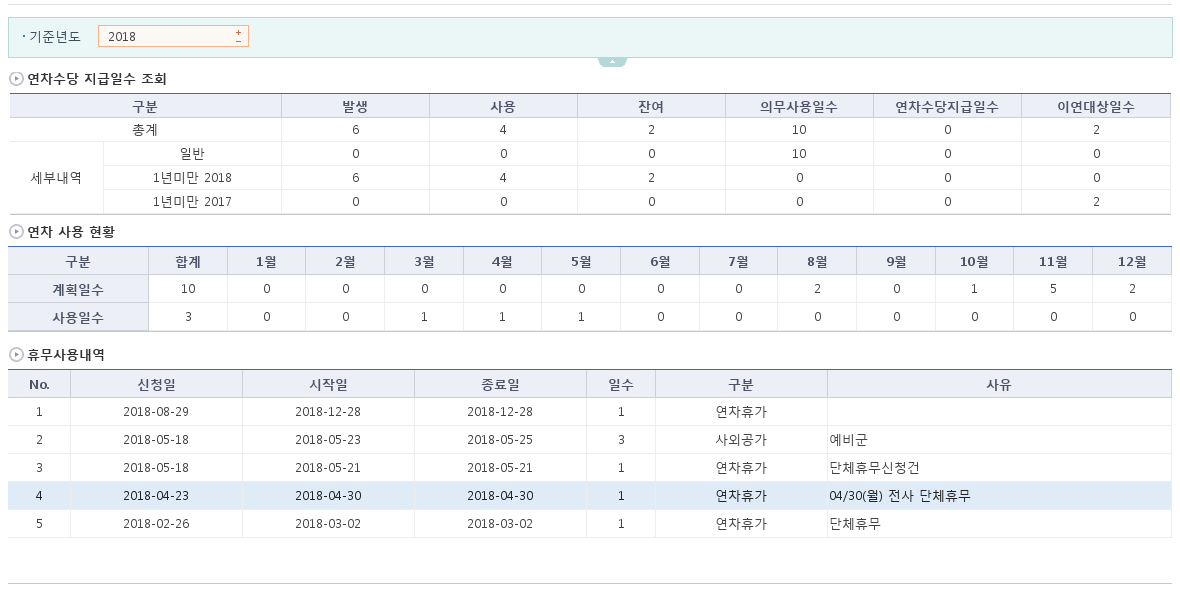 · 기준년도 2018
연차수당 지급일수 조회
구분 발생 사용 잔여 의무사용일수 연차수당지급일수 이연대상일수
총계 6 4 2 10 0 2
세부내역
일반 0 0 0 10 0 0
1년미만 2018 6 4 2 0 0 0
1년미만 2017 0 0 0 0 0 2
연차 사용 현황
구분 합계 1월 2월 3월 4월 5월 6월 7월 8월 9월 10월 11월 12월
계획일수 10 0 0 0 0 0 0 0 2 0 1 5 2
사용일수 3 0 0 1 1 1 0 0 0 0 0 0 0
휴무사용내역
No. 신청일 시작일 종료일 일수 구분 사유
1 2018-08-29 2018-12-28 2018-12-28 1 연차휴가
2 2018-05-18 2018-05-23 2018-05-25 3 사외공가 예비군
3 2018-05-18 2018-05-21 2018-05-21 1 연차휴가 단체휴무신청건
4 2018-04-23 2018-04-30 2018-04-30 1 연차휴가 04/30(월) 전사 단체휴무
5 2018-02-26 2018-03-02 2018-03-02 1 연차휴가 단체휴무